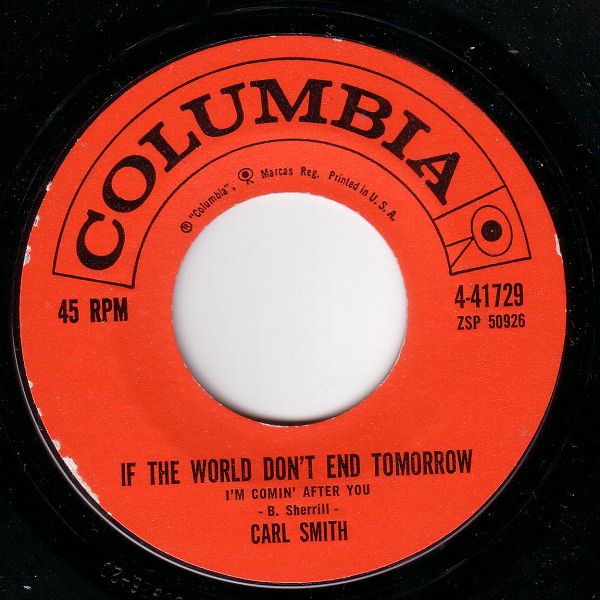 COLUMBIA
® "Columbia", Marcas Reg. Printed in U. S. A.
45 RPM
4-41729
ZSP 50926
IF THE WORLD DON'T END TOMORROW
I'M COMIN' AFTER YOU
- B. Sherrill -
CARL SMITH